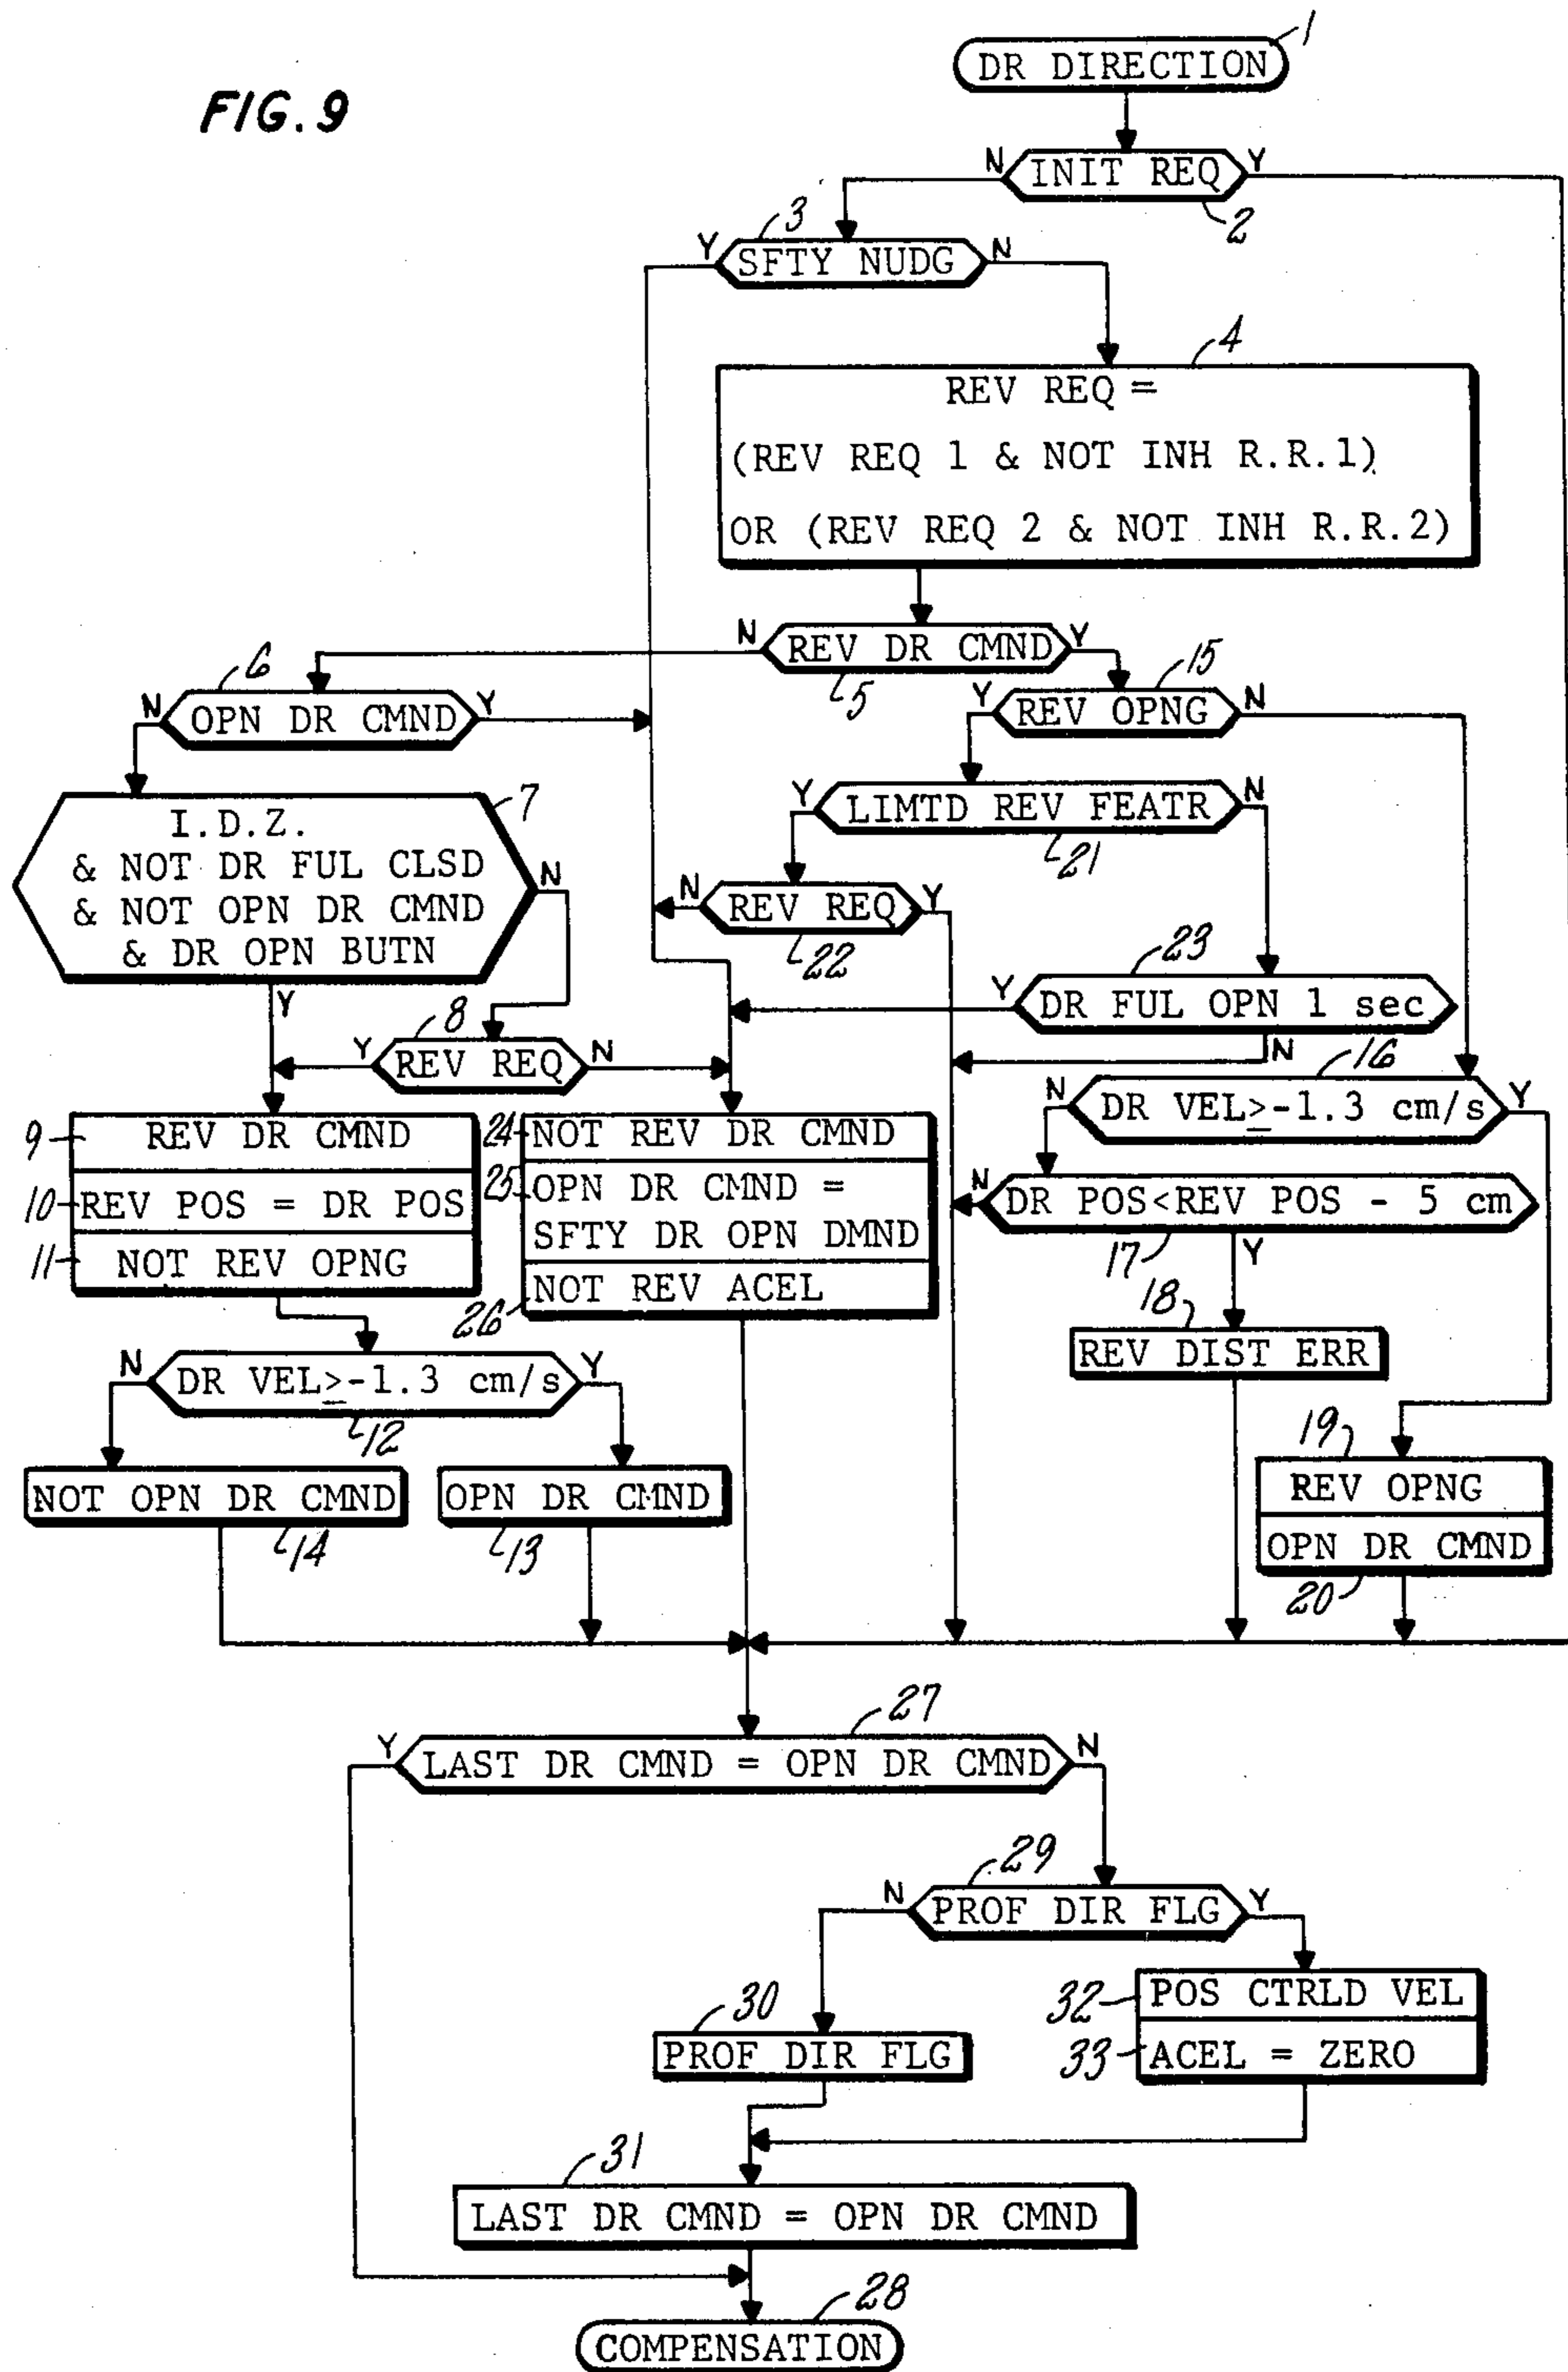 FIG. 9
1
DR DIRECTION
N INIT REQ Y
2
3
Y SFTY NUDG N
4
REV REQ =
(REV REQ 1 & NOT INH R.R.1)
OR (REV REQ 2 & NOT INH R.R.2)
N REV DR CMND Y
5
6
N OPN DR CMND Y
15
Y REV OPNG N
7
I.D.Z.
& NOT DR FUL CLSD
& NOT OPN DR CMND
& DR OPN BUTN
N
Y
Y LIMTD REV FEATR N
21
N REV REQ Y
22
23
Y DR FUL OPN 1 sec
N
8
Y REV REQ N
16
N DR VEL≥-1.3 cm/s Y
9 REV DR CMND
10 REV POS = DR POS
11 NOT REV OPNG
24 NOT REV DR CMND
25 OPN DR CMND =
SFTY DR OPN DMND
26 NOT REV ACEL
N DR POS<REV POS - 5 cm
17 Y
18
REV DIST ERR
N DR VEL≥-1.3 cm/s Y
12
NOT OPN DR CMND
14
OPN DR CMND
13
19
REV OPNG
OPN DR CMND
20
27
Y LAST DR CMND = OPN DR CMND N
29
N PROF DIR FLG Y
30
PROF DIR FLG
32 POS CTRLD VEL
33 ACEL = ZERO
31
LAST DR CMND = OPN DR CMND
28
COMPENSATION